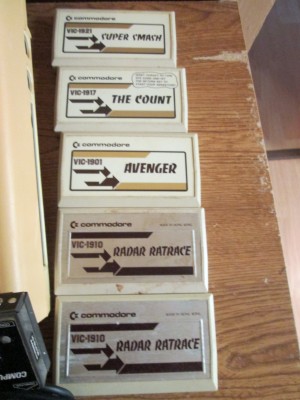 commodore
VIC-1921
SUPER SMASH
commodore
VIC-1917
THE COUNT
commodore
VIC-1901
AVENGER
commodore
VIC-1910
RADAR RATRACE
commodore
VIC-1910
RADAR RATRACE
COMPU